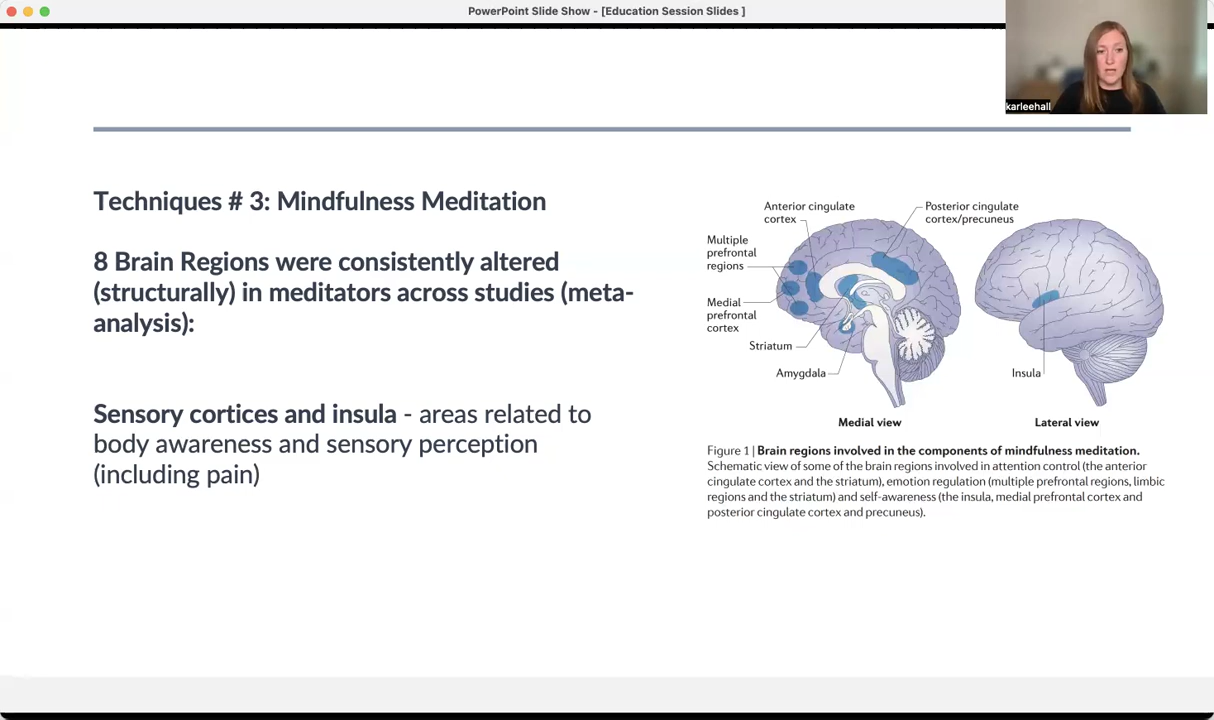 PowerPoint Slide Show - [Education Session Slides ]
karleehall
Techniques # 3: Mindfulness Meditation
8 Brain Regions were consistently altered
(structurally) in meditators across studies (meta-
analysis):
Sensory cortices and insula - areas related to
body awareness and sensory perception
(including pain)
Anterior cingulate
cortex
Posterior cingulate
cortex/precuneus
Multiple
prefrontal
regions
Medial
prefrontal
cortex
Striatum
Amygdala
Insula
Medial view
Lateral view
Figure 1 | Brain regions involved in the components of mindfulness meditation.
Schematic view of some of the brain regions involved in attention control (the anterior
cingulate cortex and the striatum), emotion regulation (multiple prefrontal regions, limbic
regions and the striatum) and self-awareness (the insula, medial prefrontal cortex and
posterior cingulate cortex and precuneus).